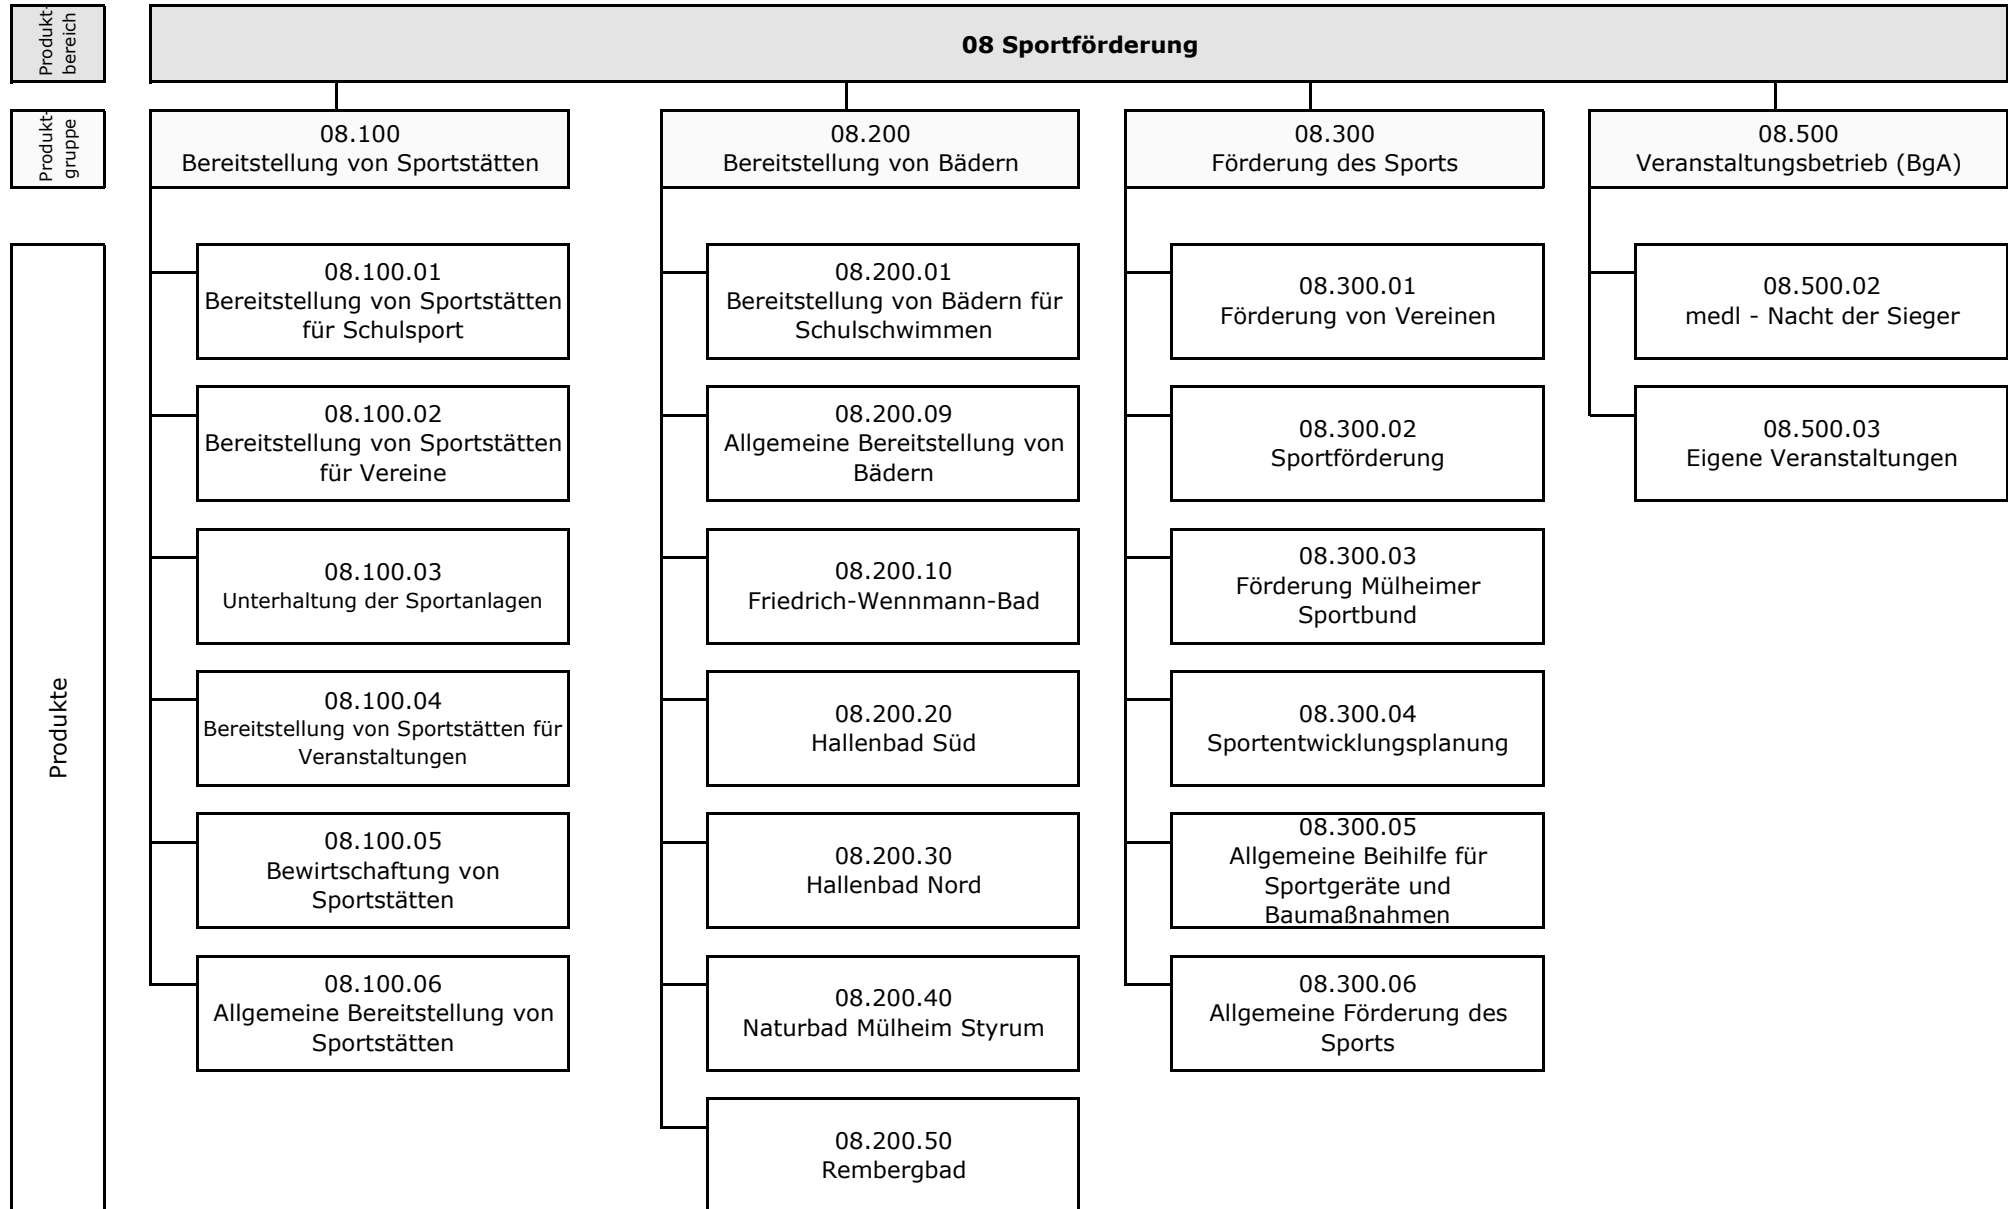 Produkt-
bereich
08 Sportförderung
Produkt-
gruppe
08.100
Bereitstellung von Sportstätten
08.200
Bereitstellung von Bädern
08.300
Förderung des Sports
08.500
Veranstaltungsbetrieb (BgA)
Produkte
08.100.01
Bereitstellung von Sportstätten
für Schulsport
08.100.02
Bereitstellung von Sportstätten
für Vereine
08.100.03
Unterhaltung der Sportanlagen
08.100.04
Bereitstellung von Sportstätten für
Veranstaltungen
08.100.05
Bewirtschaftung von
Sportstätten
08.100.06
Allgemeine Bereitstellung von
Sportstätten
08.200.01
Bereitstellung von Bädern für
Schulschwimmen
08.200.09
Allgemeine Bereitstellung von
Bädern
08.200.10
Friedrich-Wennmann-Bad
08.200.20
Hallenbad Süd
08.200.30
Hallenbad Nord
08.200.40
Naturbad Mülheim Styrum
08.200.50
Rembergbad
08.300.01
Förderung von Vereinen
08.300.02
Sportförderung
08.300.03
Förderung Mülheimer
Sportbund
08.300.04
Sportentwicklungsplanung
08.300.05
Allgemeine Beihilfe für
Sportgeräte und
Baumaßnahmen
08.300.06
Allgemeine Förderung des
Sports
08.500.02
medl - Nacht der Sieger
08.500.03
Eigene Veranstaltungen